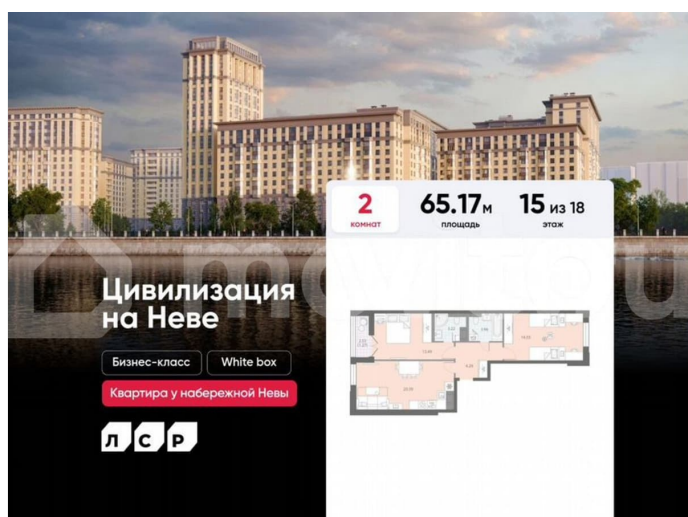 2
комнат
65.17м
площадь
15 из 18
этаж
Цивилизация
на Неве
Бизнес-класс
White box
Квартира у набережной Невы
ЛСР